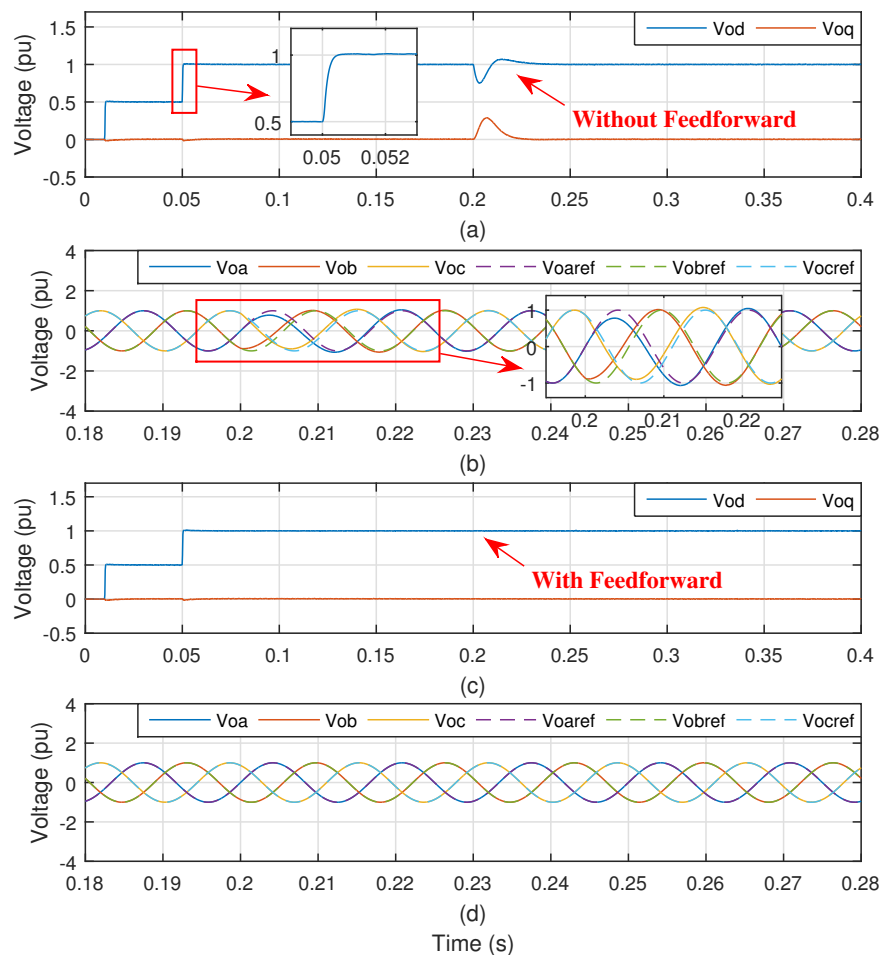 Vod Voq
Voltage (pu)
1.5
1
0.5
0
-0.5
1
0.5
0.05 0.052
Without Feedforward
0 0.05 0.1 0.15 0.2 0.25 0.3 0.35 0.4
(a)
Voa Vob Voc Voaref Vobref Vocref
Voltage (pu)
4
2
0
-2
-4
1
0
-1
0.2 0.21 0.22
0.18 0.19 0.2 0.21 0.22 0.23 0.24 0.25 0.26 0.27 0.28
(b)
Vod Voq
Voltage (pu)
1.5
1
0.5
0
-0.5
With Feedforward
0 0.05 0.1 0.15 0.2 0.25 0.3 0.35 0.4
(c)
Voa Vob Voc Voaref Vobref Vocref
Voltage (pu)
4
2
0
-2
-4
0.18 0.19 0.2 0.21 0.22 0.23 0.24 0.25 0.26 0.27 0.28
(d)
Time (s)